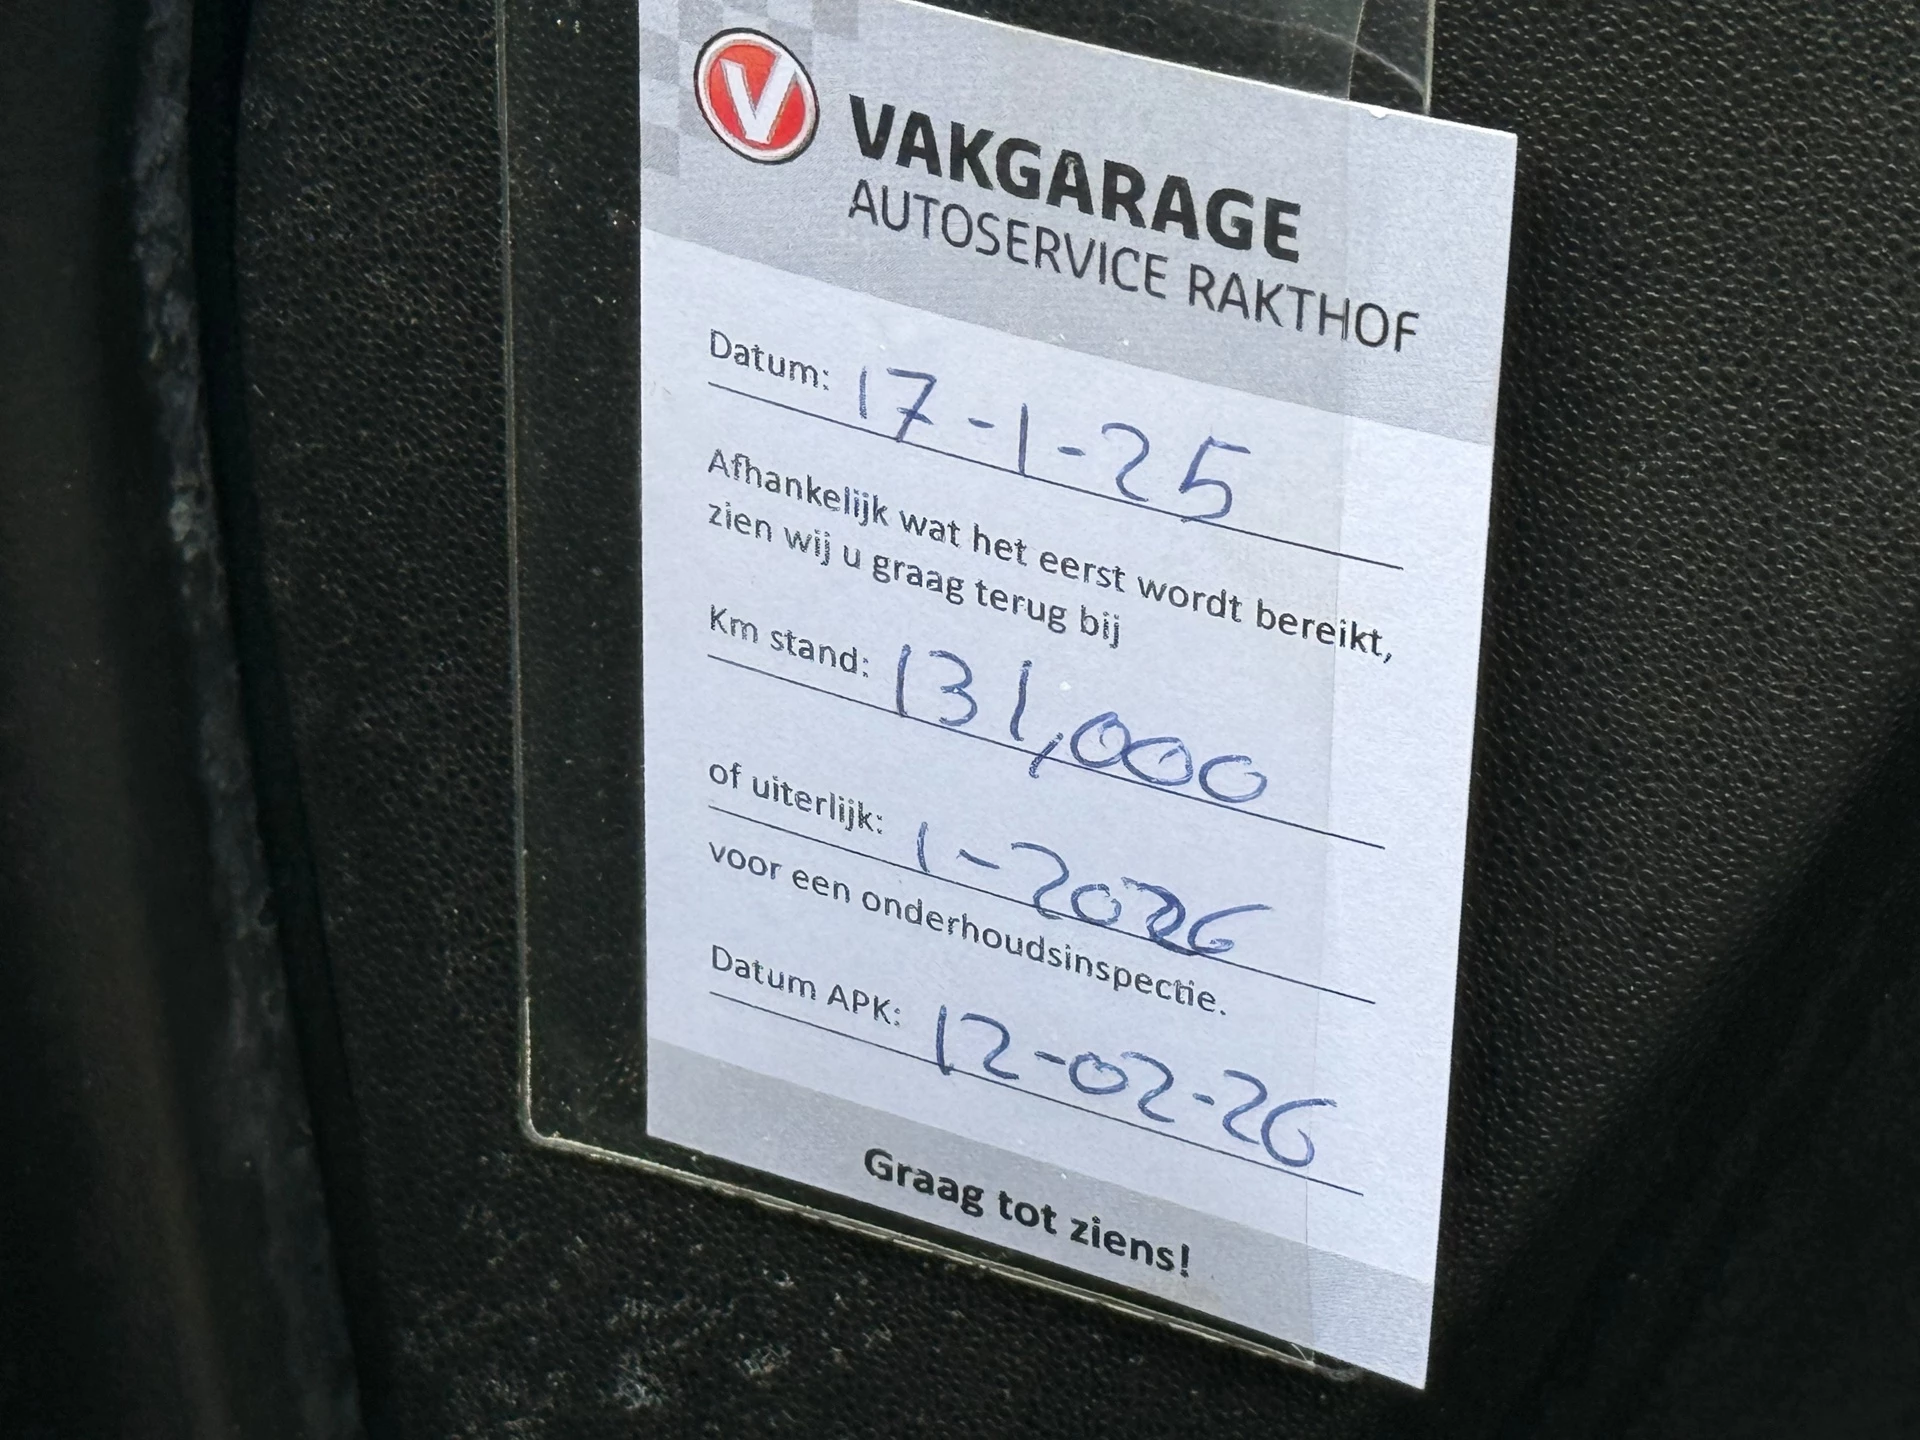 V
VAKGARAGE
AUTOSERVICE RAKTHOF
Datum: 17-1-25
Afhankelijk wat het eerst wordt bereikt,
zien wij u graag terug bij
Km stand: 131,000
of uiterlijk: 1-2026
voor een onderhoudsinspectie.
Datum APK: 12-02-26
Graag tot ziens!